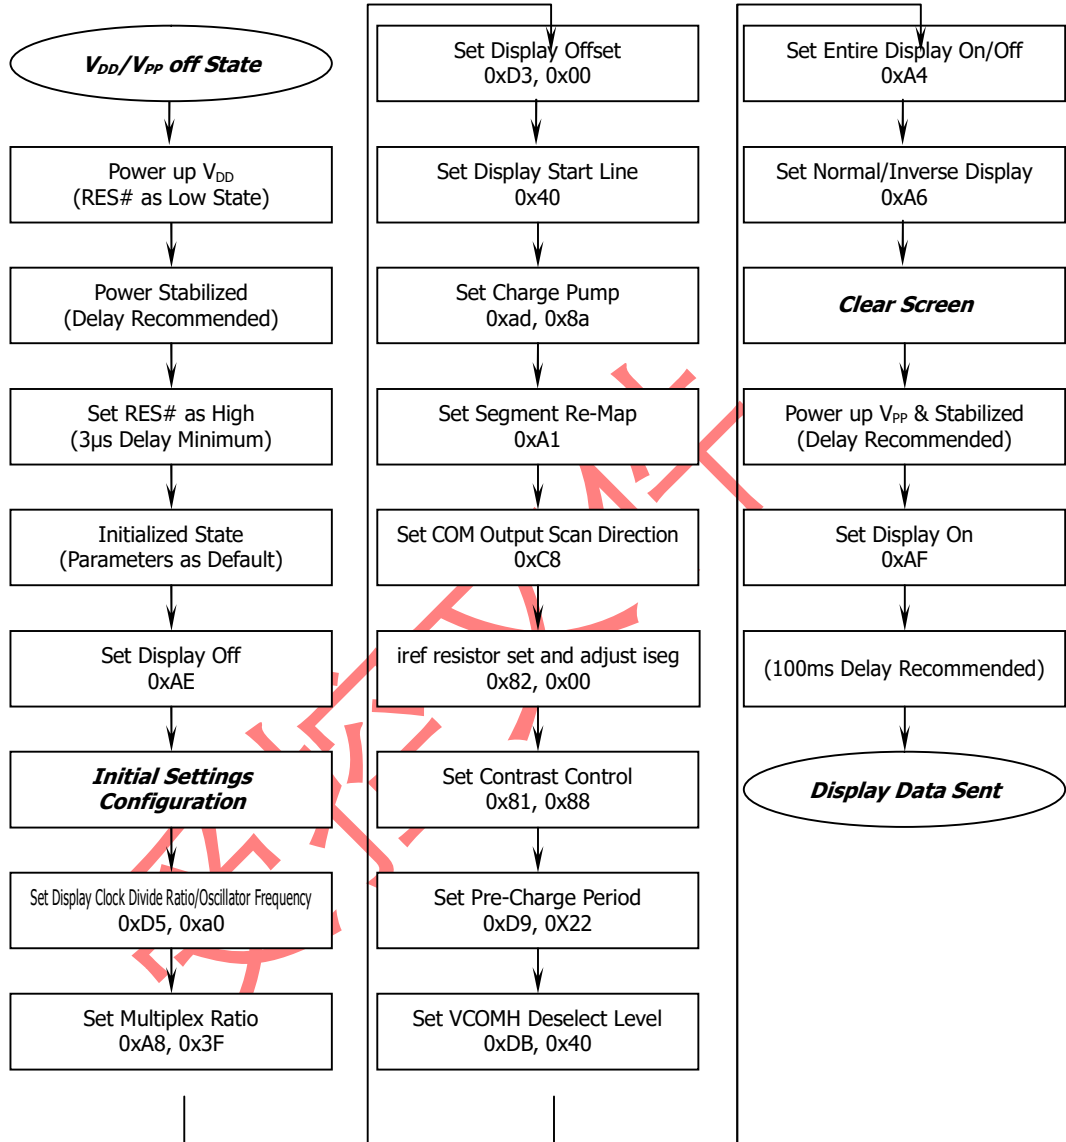 V_DD/V_PP off State
Power up V_DD
(RES# as Low State)
Power Stabilized
(Delay Recommended)
Set RES# as High
(3µs Delay Minimum)
Initialized State
(Parameters as Default)
Set Display Off
0xAE
Initial Settings
Configuration
Set Display Clock Divide Ratio/Oscillator Frequency
0xD5, 0xa0
Set Multiplex Ratio
0xA8, 0x3F
Set Display Offset
0xD3, 0x00
Set Display Start Line
0x40
Set Charge Pump
0xad, 0x8a
Set Segment Re-Map
0xA1
Set COM Output Scan Direction
0xC8
iref resistor set and adjust iseg
0x82, 0x00
Set Contrast Control
0x81, 0x88
Set Pre-Charge Period
0xD9, 0X22
Set VCOMH Deselect Level
0xDB, 0x40
Set Entire Display On/Off
0xA4
Set Normal/Inverse Display
0xA6
Clear Screen
Power up V_PP & Stabilized
(Delay Recommended)
Set Display On
0xAF
(100ms Delay Recommended)
Display Data Sent